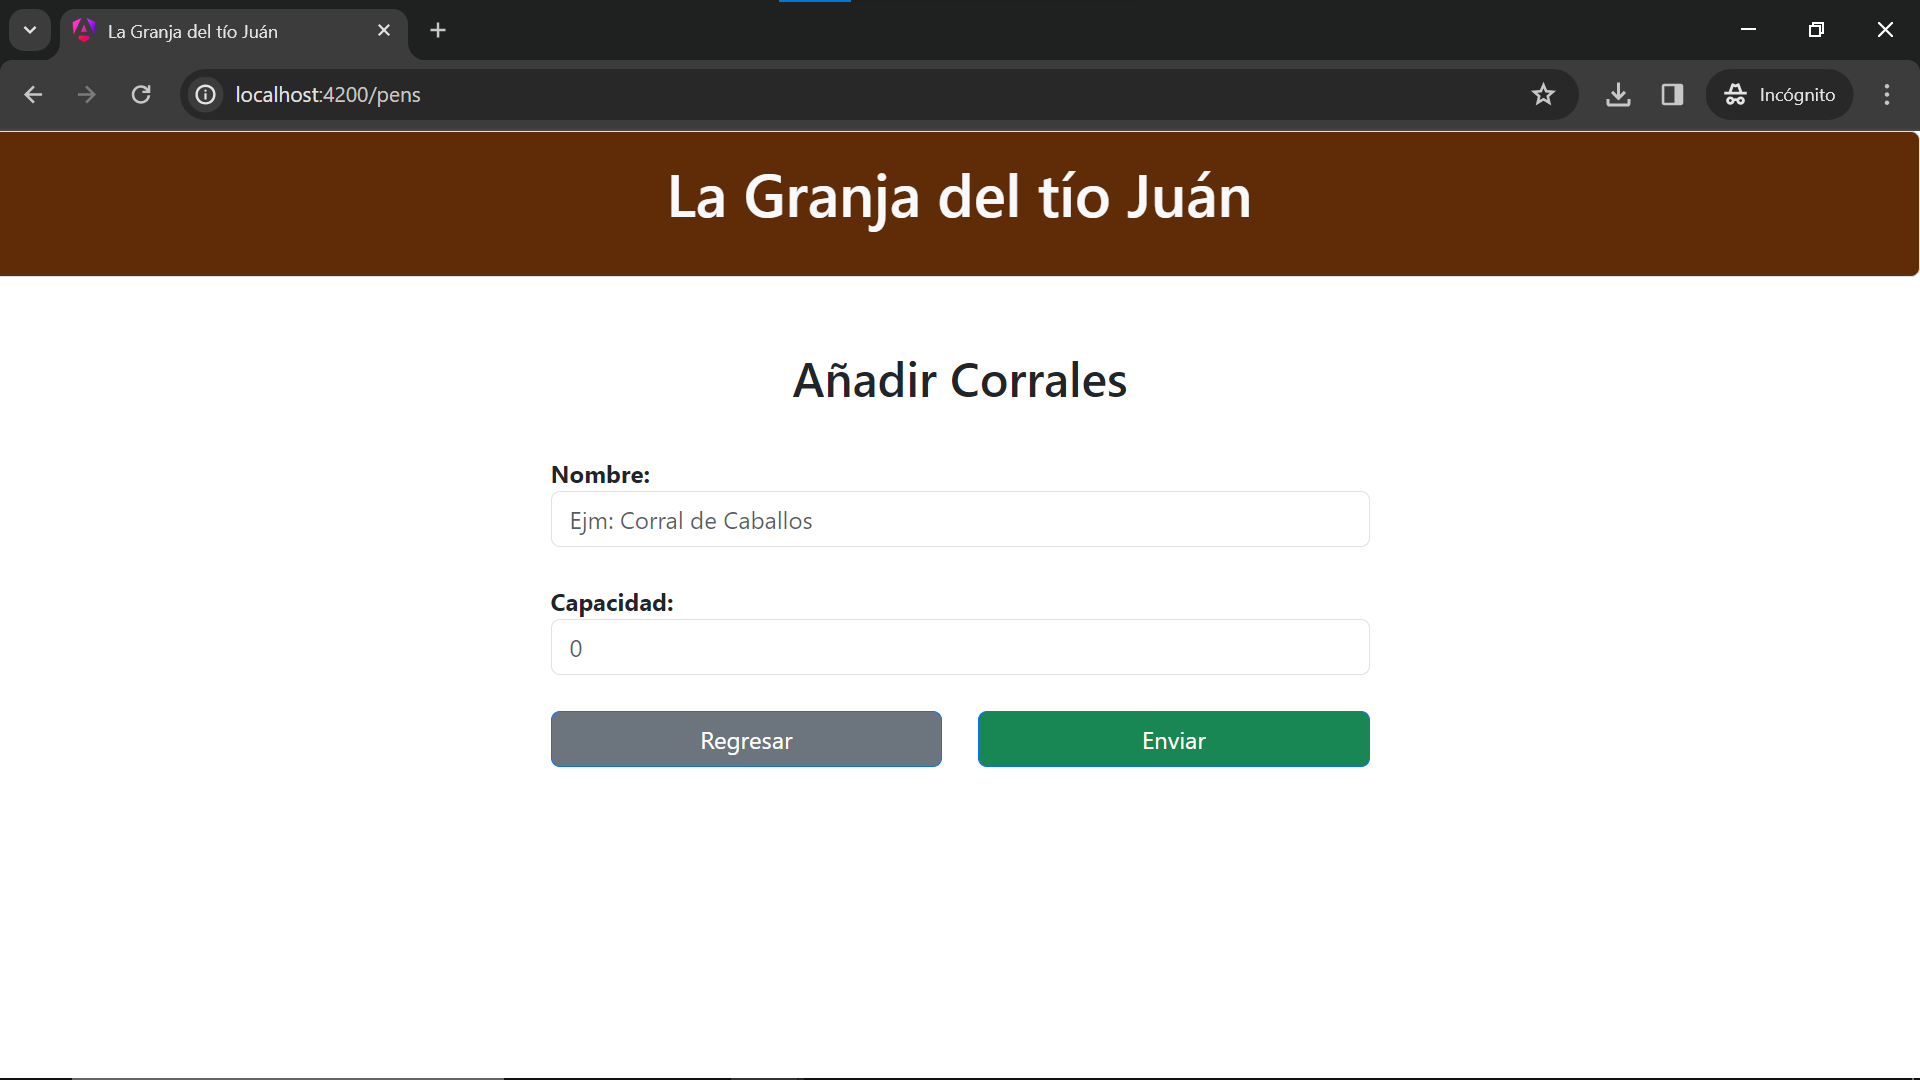 La Granja del tío Juán
localhost:4200/pens
Incógnito
La Granja del tío Juán
Añadir Corrales
Nombre:
Ejm: Corral de Caballos
Capacidad:
0
Regresar
Enviar